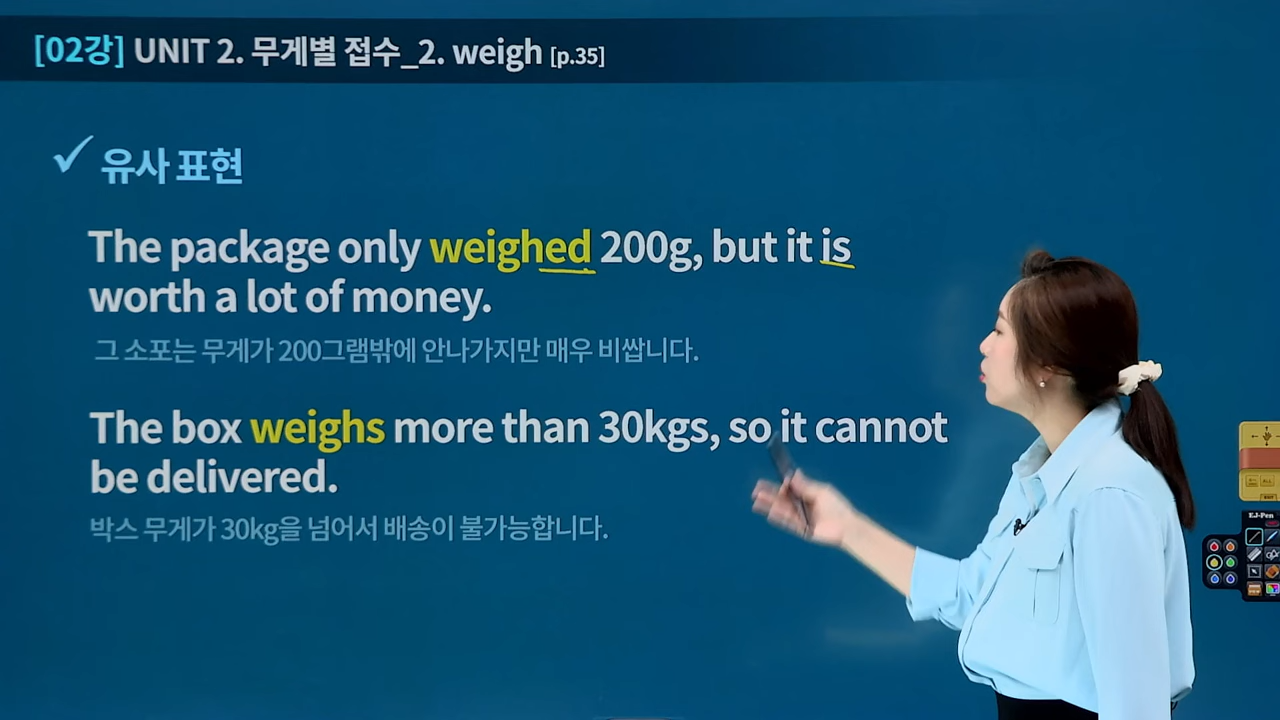 [02강] UNIT 2. 무게별 접수_2. weigh [p.35]
유사 표현
The package only weighed 200g, but it is
worth a lot of money.
그 소포는 무게가 200그램밖에 안나가지만 매우 비쌉니다.
The box weighs more than 30kgs, so it cannot
be delivered.
박스 무게가 30kg을 넘어서 배송이 불가능합니다.
EJ-Pen
ALL